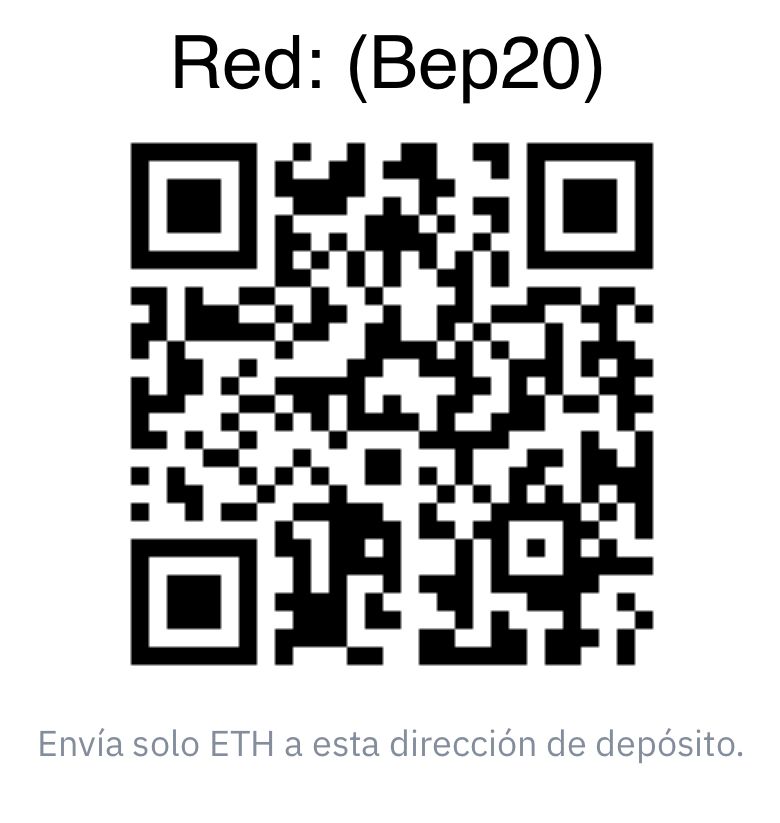 Red: (Bep20)
Envía solo ETH a esta dirección de depósito.